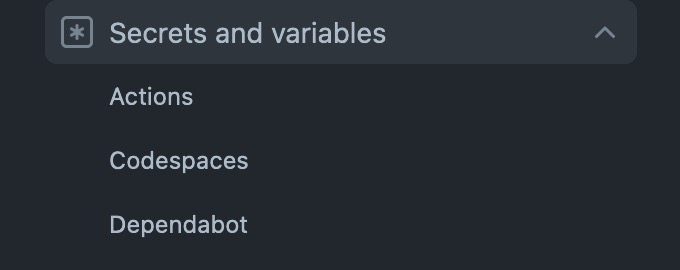 Secrets and variables
Actions
Codespaces
Dependabot